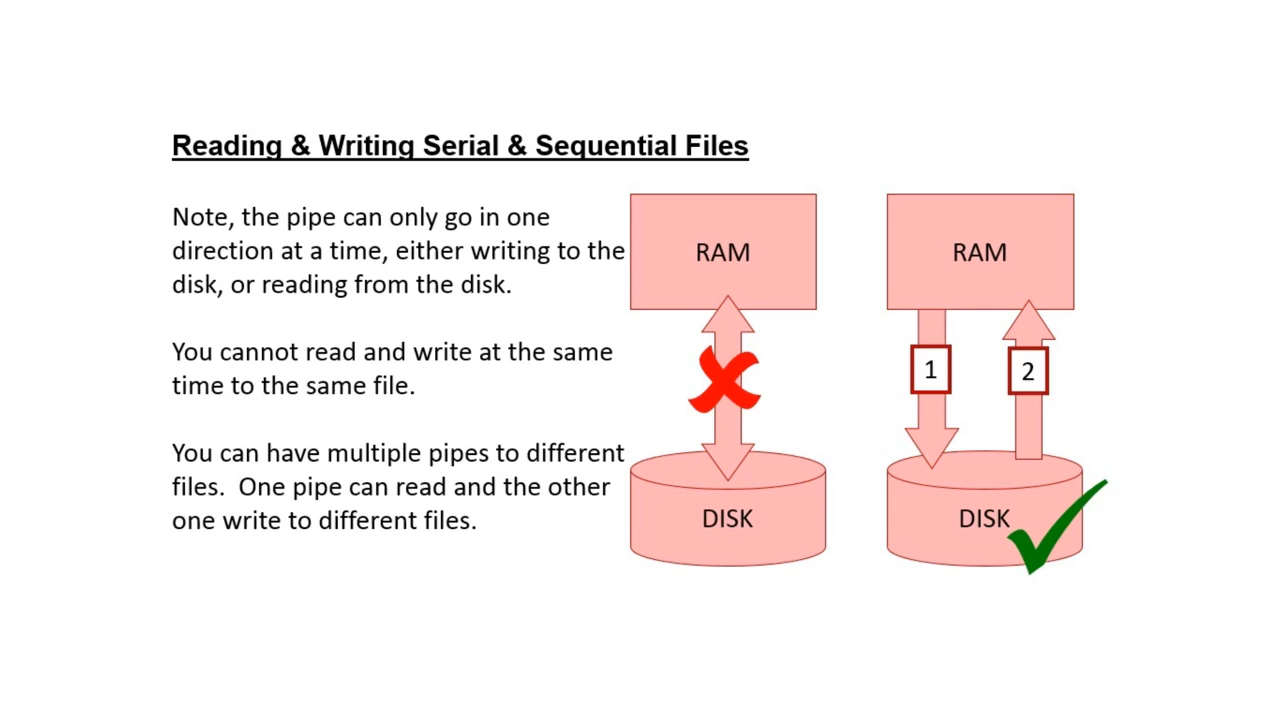 Reading & Writing Serial & Sequential Files
Note, the pipe can only go in one
direction at a time, either writing to the
disk, or reading from the disk.
You cannot read and write at the same
time to the same file.
You can have multiple pipes to different
files.  One pipe can read and the other
one write to different files.
RAM
DISK
RAM
1
2
DISK